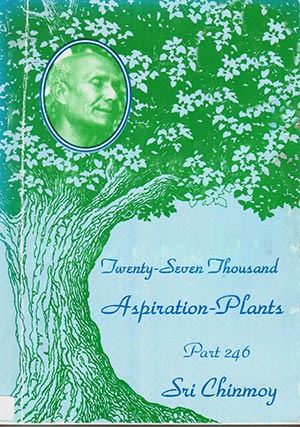 Twenty-Seven Thousand
Aspiration-Plants
Part 246
Sri Chinmoy